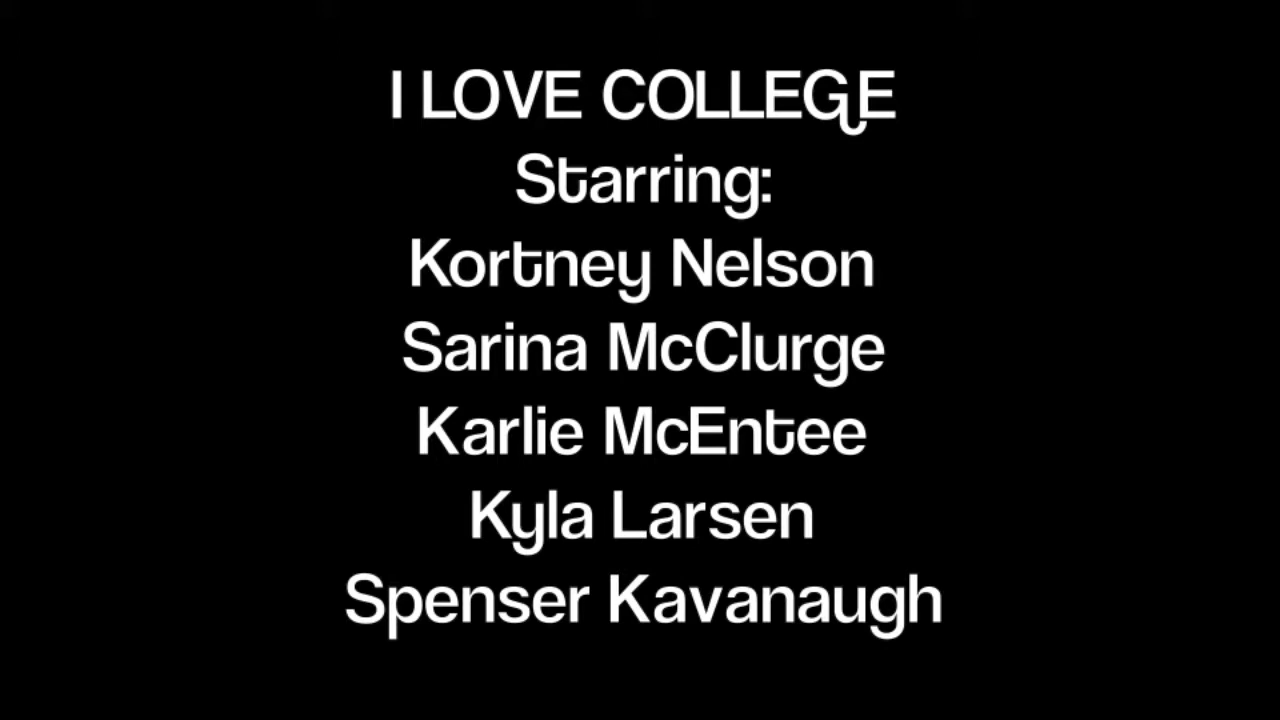 I LOVE COLLEGE
Starring:
Kortney Nelson
Sarina McClurge
Karlie McEntee
Kyla Larsen
Spenser Kavanaugh